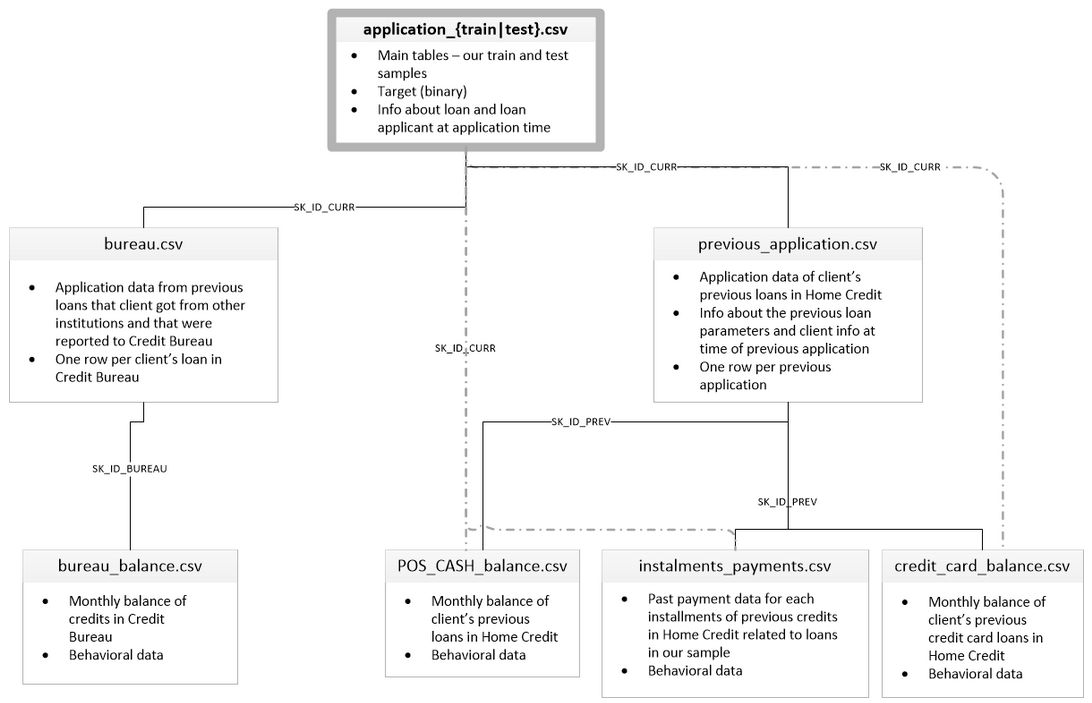 application_{train|test}.csv
• Main tables – our train and test
samples
• Target (binary)
• Info about loan and loan
applicant at application time
SK_ID_CURR
SK_ID_CURR
SK_ID_CURR
bureau.csv
• Application data from previous
loans that client got from other
institutions and that were
reported to Credit Bureau
• One row per client's loan in
Credit Bureau
previous_application.csv
• Application data of client's
previous loans in Home Credit
• Info about the previous loan
parameters and client info at
time of previous application
• One row per previous
application
SK_ID_CURR
SK_ID_PREV
SK_ID_BUREAU
SK_ID_PREV
bureau_balance.csv
• Monthly balance of
credits in Credit
Bureau
• Behavioral data
POS_CASH_balance.csv
• Monthly balance of
client's previous
loans in Home Credit
• Behavioral data
instalments_payments.csv
• Past payment data for each
installments of previous credits
in Home Credit related to loans
in our sample
• Behavioral data
credit_card_balance.csv
• Monthly balance of
client's previous
credit card loans in
Home Credit
• Behavioral data